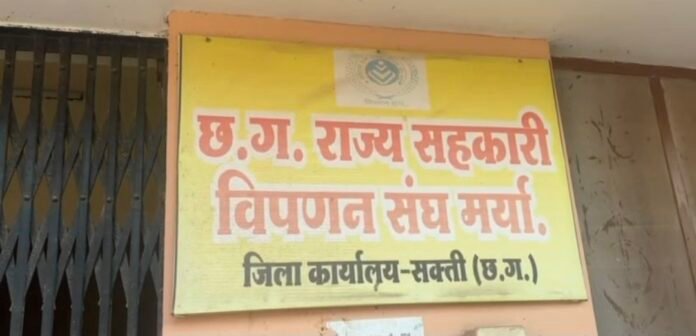 छ.ग. राज्य सहकारी
विपणन संघ मर्या.
जिला कार्यालय-सक्ती (छ.ग.)